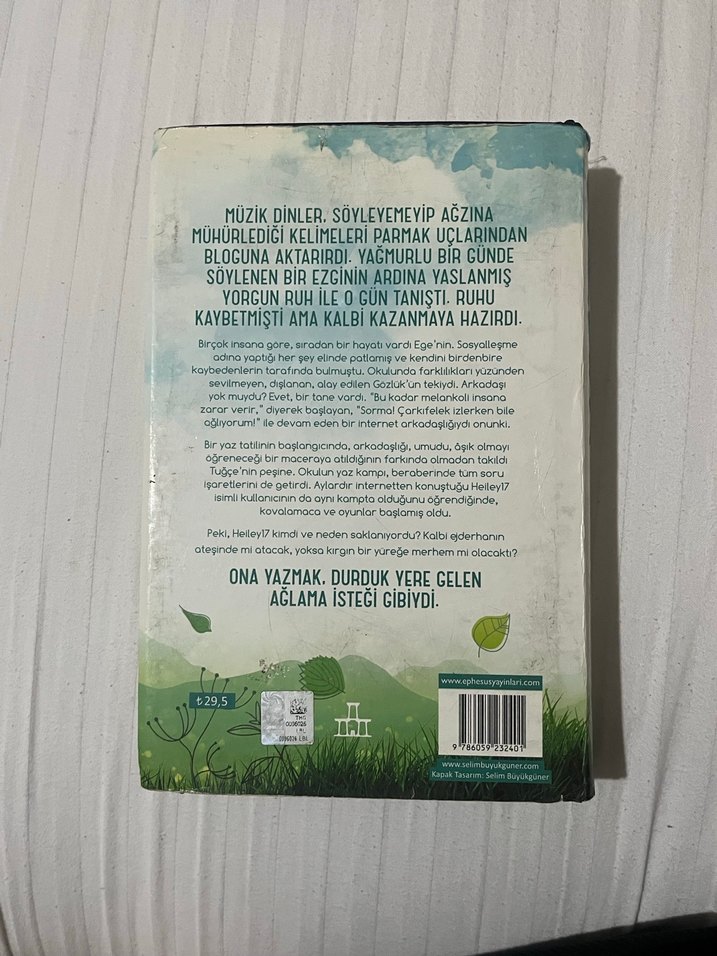 MÜZİK DİNLER, SÖYLEYEMEYİP AĞZINA
MÜHÜRLEDİĞİ KELİMELERİ PARMAK UÇLARINDAN
BLOGUNA AKTARIRDI. YAĞMURLU BİR GÜNDE
SÖYLENEN BİR EZGİNİN ARDINA YASLANMIŞ
YORGUN RUH İLE O GÜN TANIŞTI. RUHU
KAYBETMİŞTİ AMA KALBİ KAZANMAYA HAZIRDI.
Birçok insana göre, sıradan bir hayatı vardı Ege'nin. Sosyalleşme
adına yaptığı her şey elinde patlamış ve kendini birdenbire
kaybedenlerin tarafında bulmuştu. Okulunda farklılıkları yüzünden
sevilmeyen, dışlanan, alay edilen Gözlük'ün tekiydi. Arkadaşı
yok muydu? Evet, bir tane vardı. "Bu kadar melankoli insana
zarar verir," diyerek başlayan, "Sorma! Çarkıfelek izlerken bile
ağlıyorum!" ile devam eden bir internet arkadaşlığıydı onunki.
Bir yaz tatilinin başlangıcında, arkadaşlığı, umudu, âşık olmayı
öğreneceği bir maceraya atıldığının farkında olmadan takıldı
Tuğçe'nin peşine. Okulun yaz kampı, beraberinde tüm soru
işaretlerini de getirdi. Aylardır internetten konuştuğu Heiley17
isimli kullanıcının da aynı kampta olduğunu öğrendiğinde,
kovalamaca ve oyunlar başlamış oldu.
Peki, Heiley17 kimdi ve neden saklanıyordu? Kalbi ejderhanın
ateşinde mi atacak, yoksa kırgın bir yüreğe merhem mi olacaktı?
ONA YAZMAK, DURDUK YERE GELEN
AĞLAMA İSTEĞİ GİBİYDİ.
www.ephesusyayinlari.com
₺29,5
THG
0096026
LBL
0096026 LBL
9 786059 232401
www.selimbuyukguner.com
Kapak Tasarım: Selim Büyükgüner